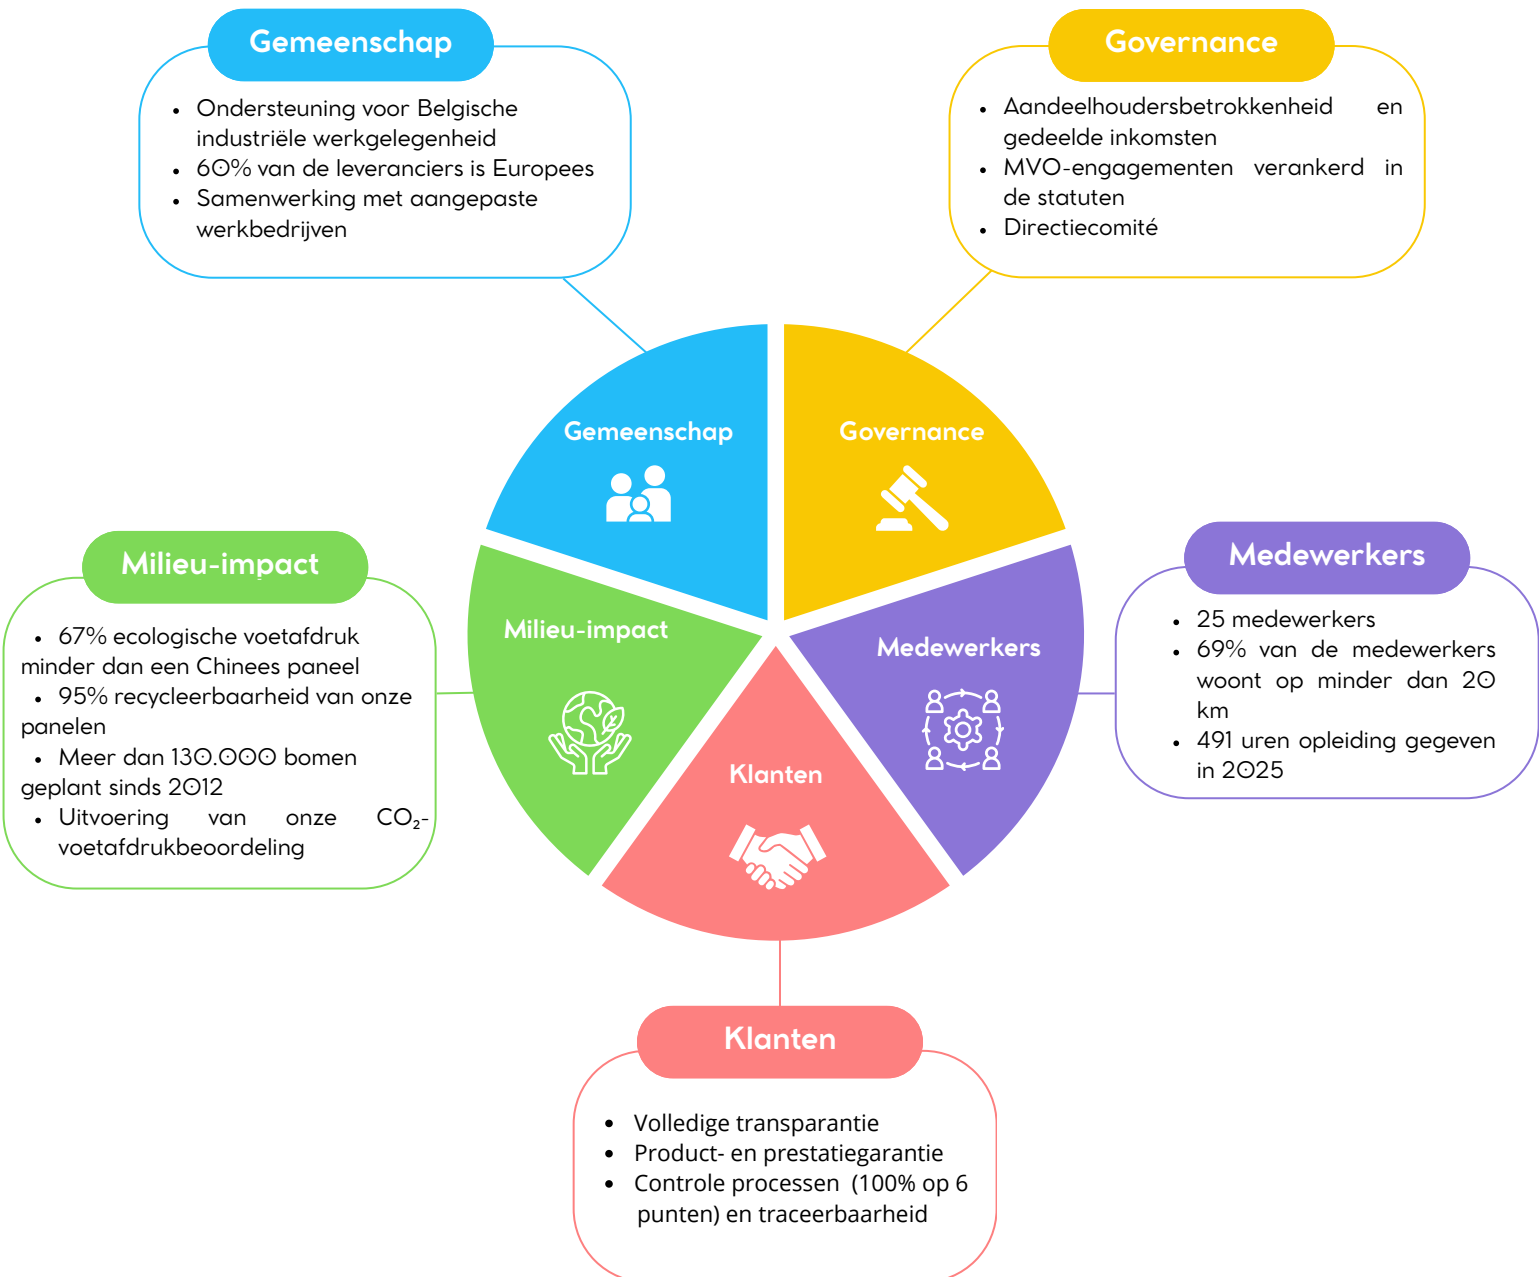 Gemeenschap
• Ondersteuning voor Belgische
industriële werkgelegenheid
• 60% van de leveranciers is Europees
• Samenwerking met aangepaste
werkbedrijven
Governance
• Aandeelhoudersbetrokkenheid en
gedeelde inkomsten
• MVO-engagementen verankerd in
de statuten
• Directiecomité
Gemeenschap
Governance
Milieu-impact
Medewerkers
Klanten
Milieu-impact
• 67% ecologische voetafdruk
minder dan een Chinees paneel
• 95% recycleerbaarheid van onze
panelen
• Meer dan 130.000 bomen
geplant sinds 2012
• Uitvoering van onze CO₂-
voetafdrukbeoordeling
Medewerkers
• 25 medewerkers
• 69% van de medewerkers
woont op minder dan 20
km
• 491 uren opleiding gegeven
in 2025
Klanten
• Volledige transparantie
• Product- en prestatiegarantie
• Controle processen (100% op 6
punten) en traceerbaarheid